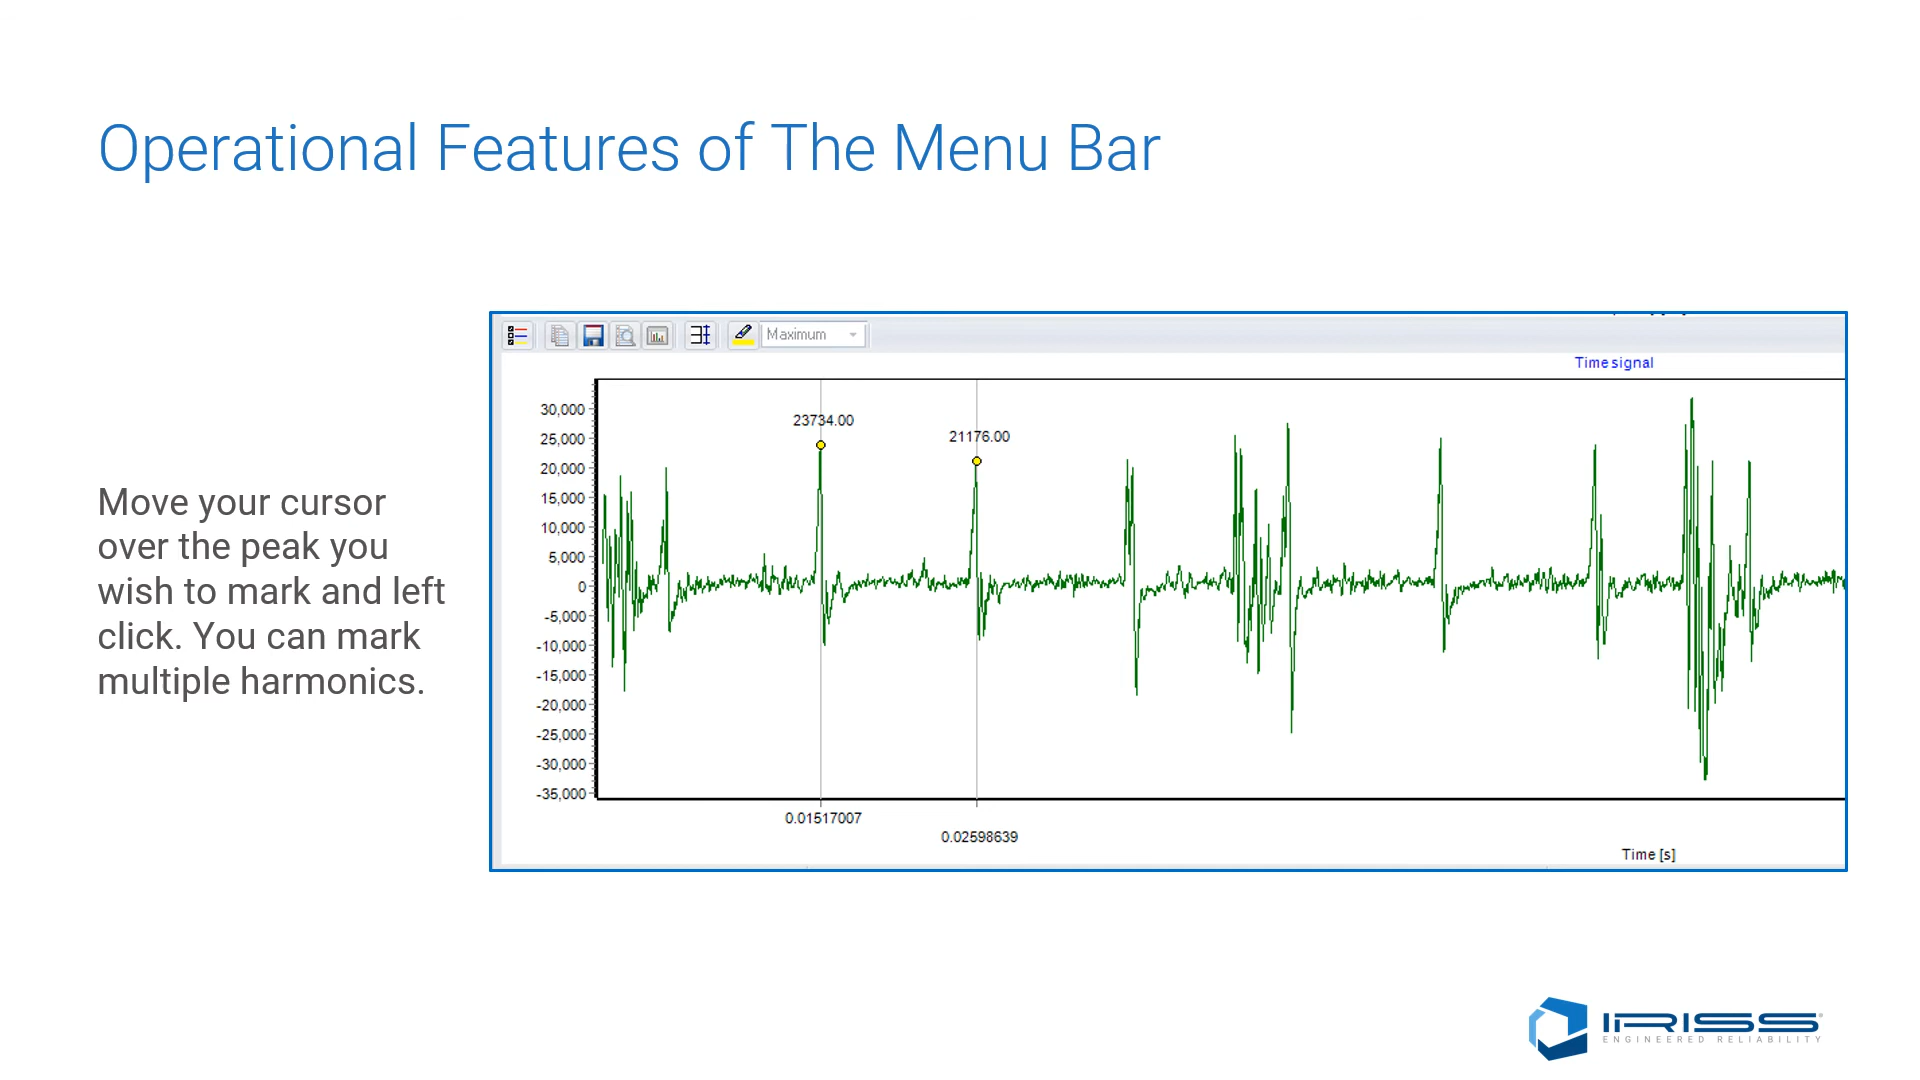 Operational Features of The Menu Bar
Move your cursor
over the peak you
wish to mark and left
click. You can mark
multiple harmonics.
Maximum
Time signal
30,000
25,000
20,000
15,000
10,000
5,000
0
-5,000
-10,000
-15,000
-20,000
-25,000
-30,000
-35,000
23734.00
21176.00
0.01517007
0.02598639
Time [s]
IRISS
ENGINEERED RELIABILITY